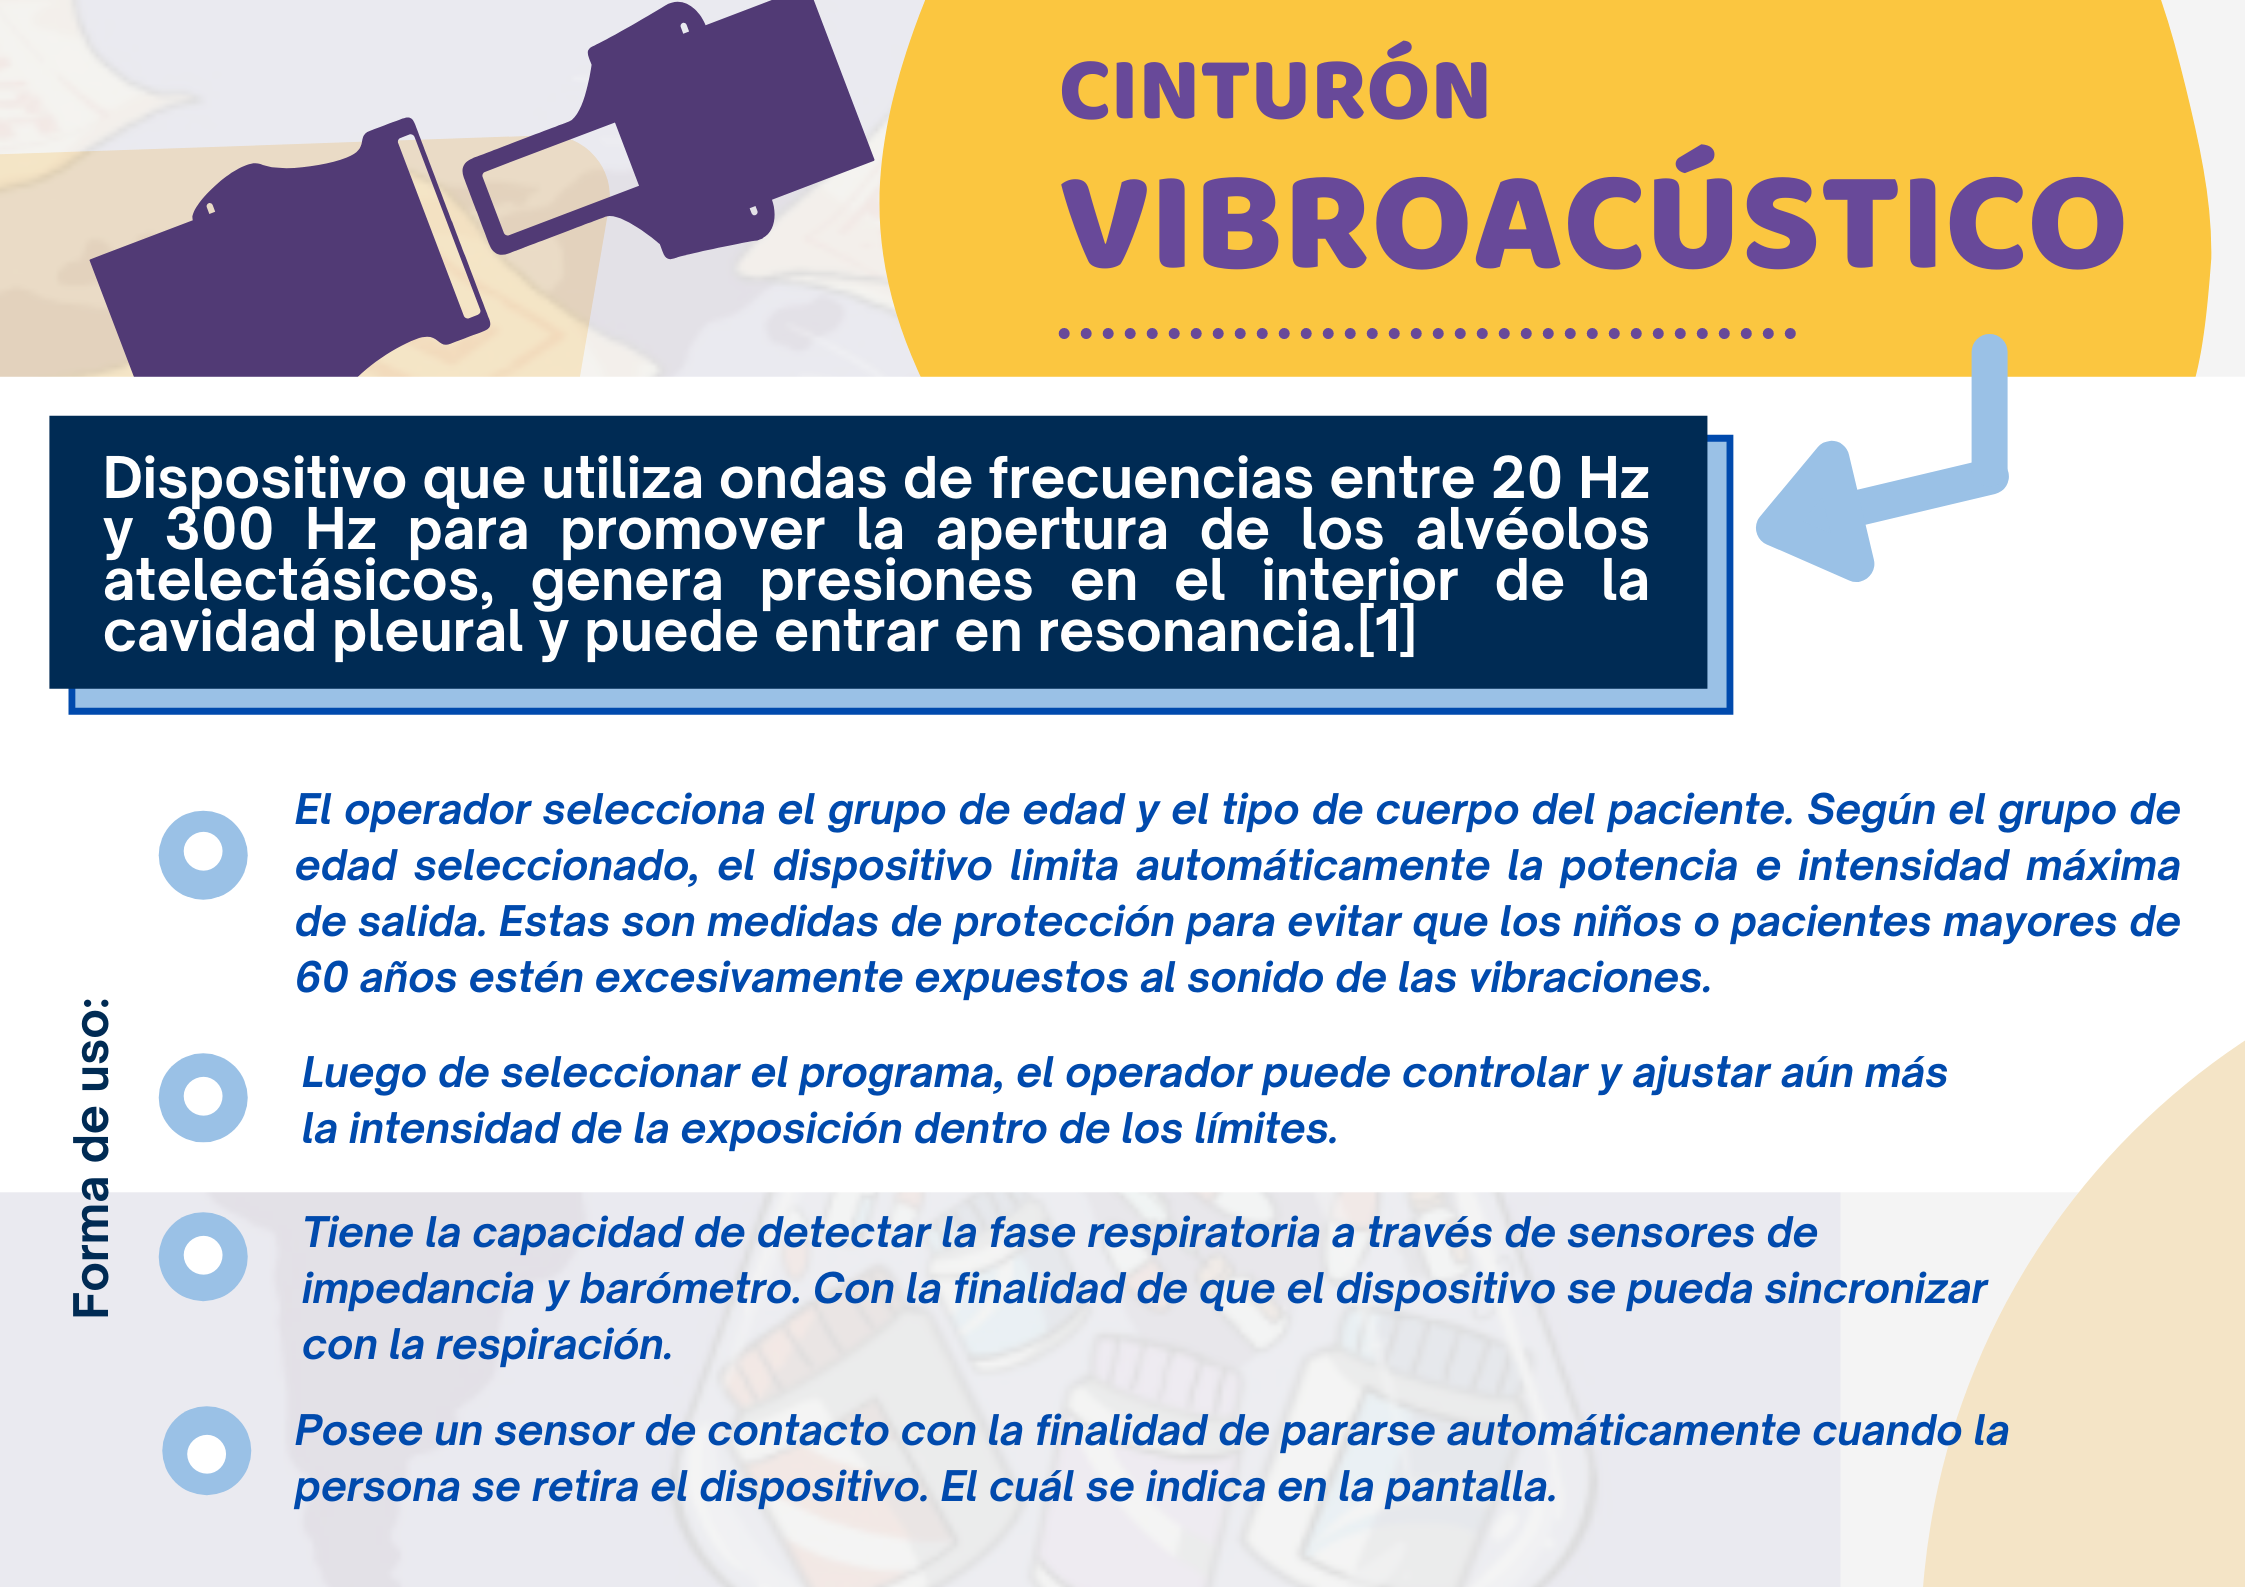 CINTURÓN
VIBROACÚSTICO
Dispositivo que utiliza ondas de frecuencias entre 20 Hz
y 300 Hz para promover la apertura de los alvéolos
atelectásicos, genera presiones en el interior de la
cavidad pleural y puede entrar en resonancia.[1]
Forma de uso:
El operador selecciona el grupo de edad y el tipo de cuerpo del paciente. Según el grupo de
edad seleccionado, el dispositivo limita automáticamente la potencia e intensidad máxima
de salida. Estas son medidas de protección para evitar que los niños o pacientes mayores de
60 años estén excesivamente expuestos al sonido de las vibraciones.
Luego de seleccionar el programa, el operador puede controlar y ajustar aún más
la intensidad de la exposición dentro de los límites.
Tiene la capacidad de detectar la fase respiratoria a través de sensores de
impedancia y barómetro. Con la finalidad de que el dispositivo se pueda sincronizar
con la respiración.
Posee un sensor de contacto con la finalidad de pararse automáticamente cuando la
persona se retira el dispositivo. El cuál se indica en la pantalla.